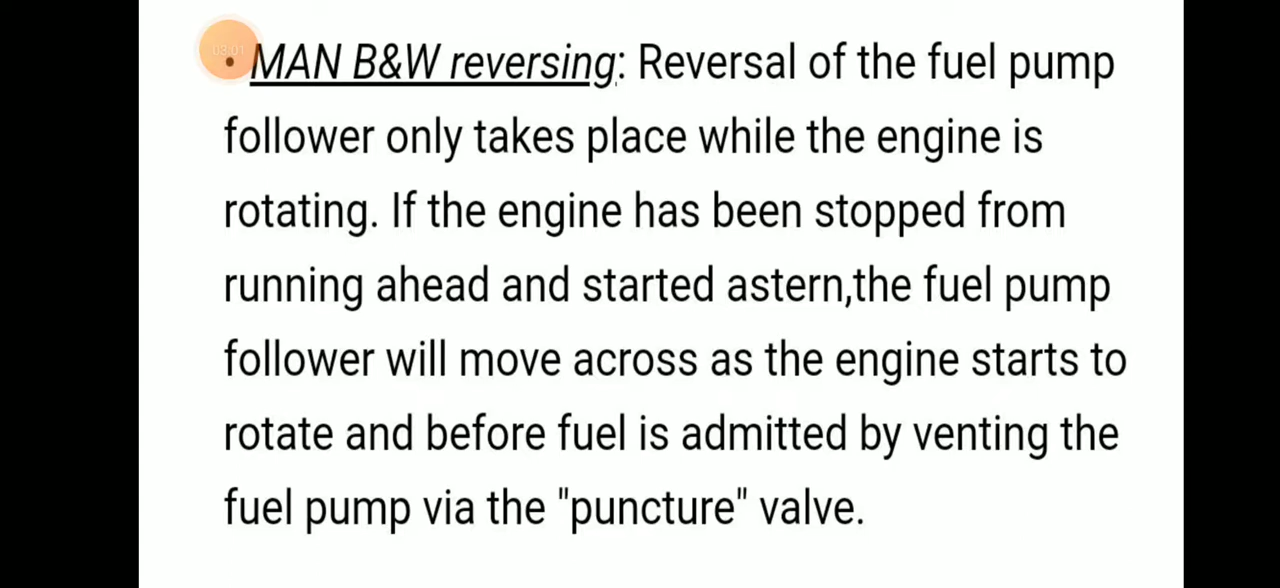 03:01
• MAN B&W reversing: Reversal of the fuel pump
follower only takes place while the engine is
rotating. If the engine has been stopped from
running ahead and started astern,the fuel pump
follower will move across as the engine starts to
rotate and before fuel is admitted by venting the
fuel pump via the "puncture" valve.